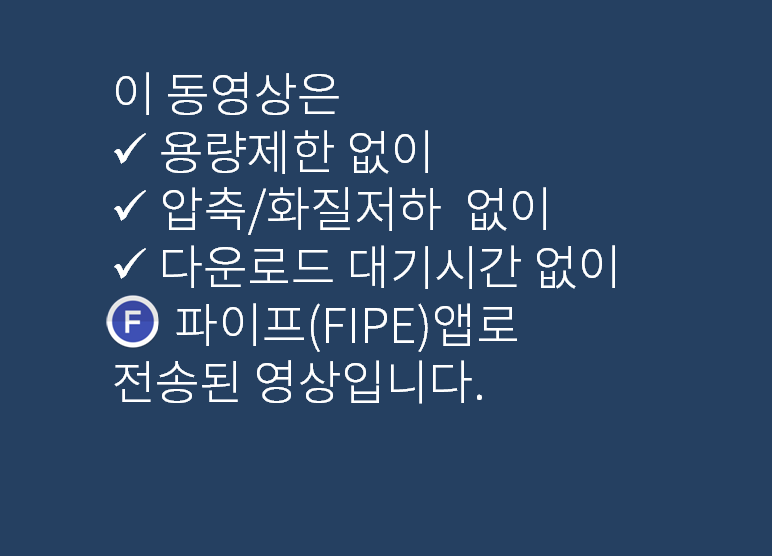 이 동영상은
✓ 용량제한 없이
✓ 압축/화질저하 없이
✓ 다운로드 대기시간 없이
F 파이프(FIPE)앱로
전송된 영상입니다.